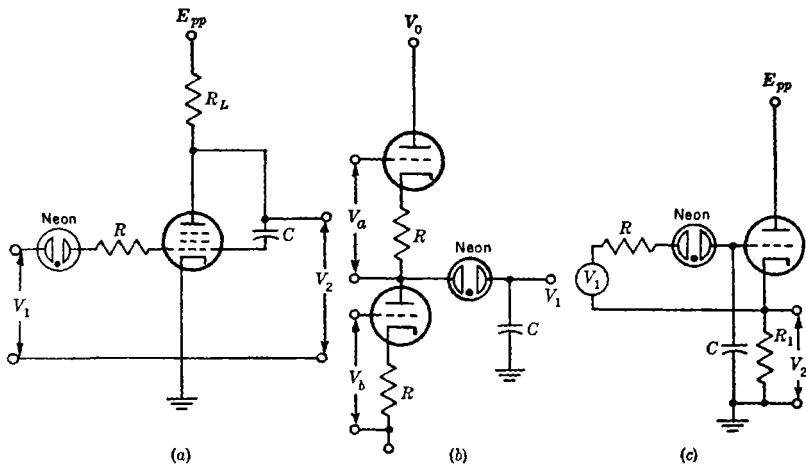 E_pp
R_L
Neon
R
C
V_1
V_2
(a)
V_0
V_a
R
Neon
V_1
C
V_b
R
(b)
E_pp
R
Neon
V_1
C
R_1
V_2
(c)